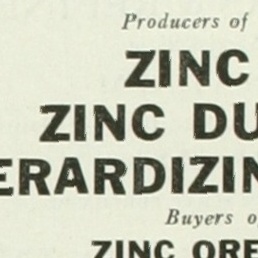 Producers of
ZINC
ZINC DU
ERARDIZIN
Buyers o
ZINC ORE